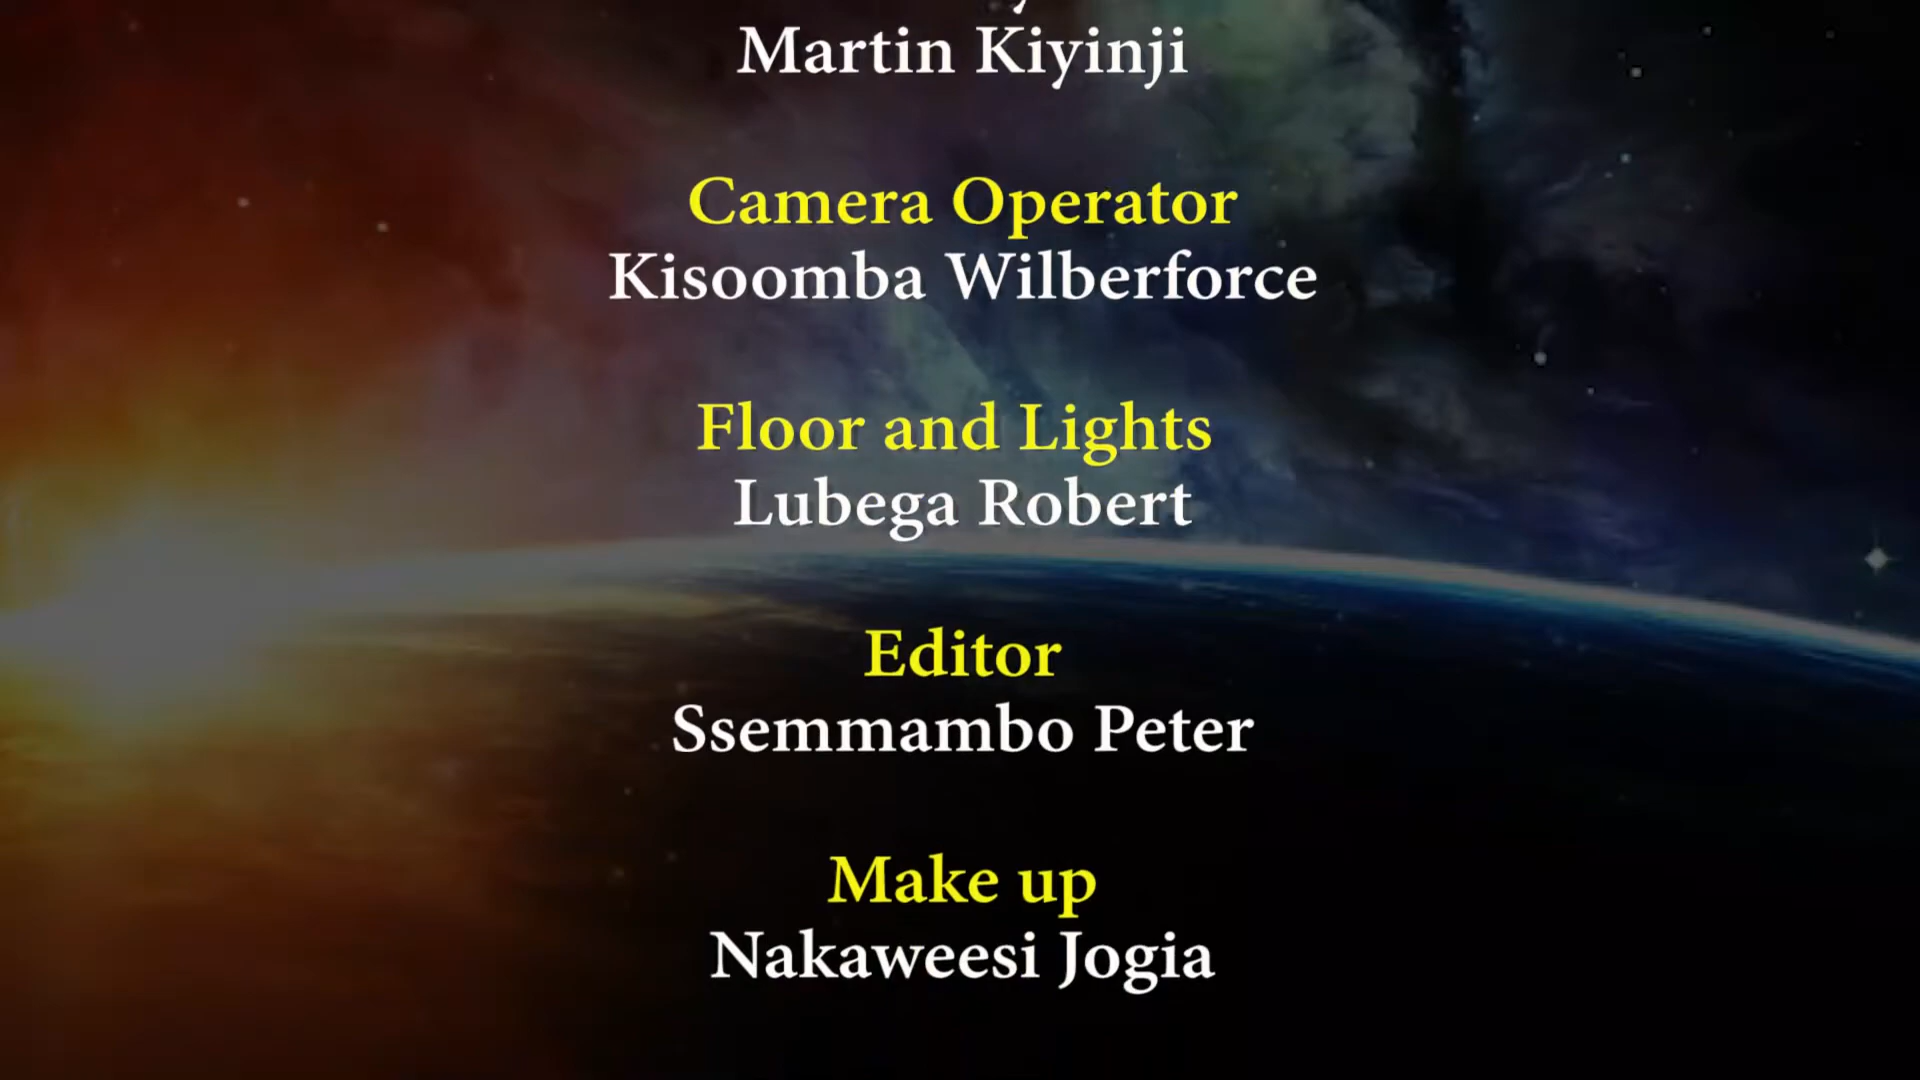 Martin Kiyinji
Camera Operator
Kisoomba Wilberforce
Floor and Lights
Lubega Robert
Editor
Ssemmambo Peter
Make up
Nakaweesi Jogia